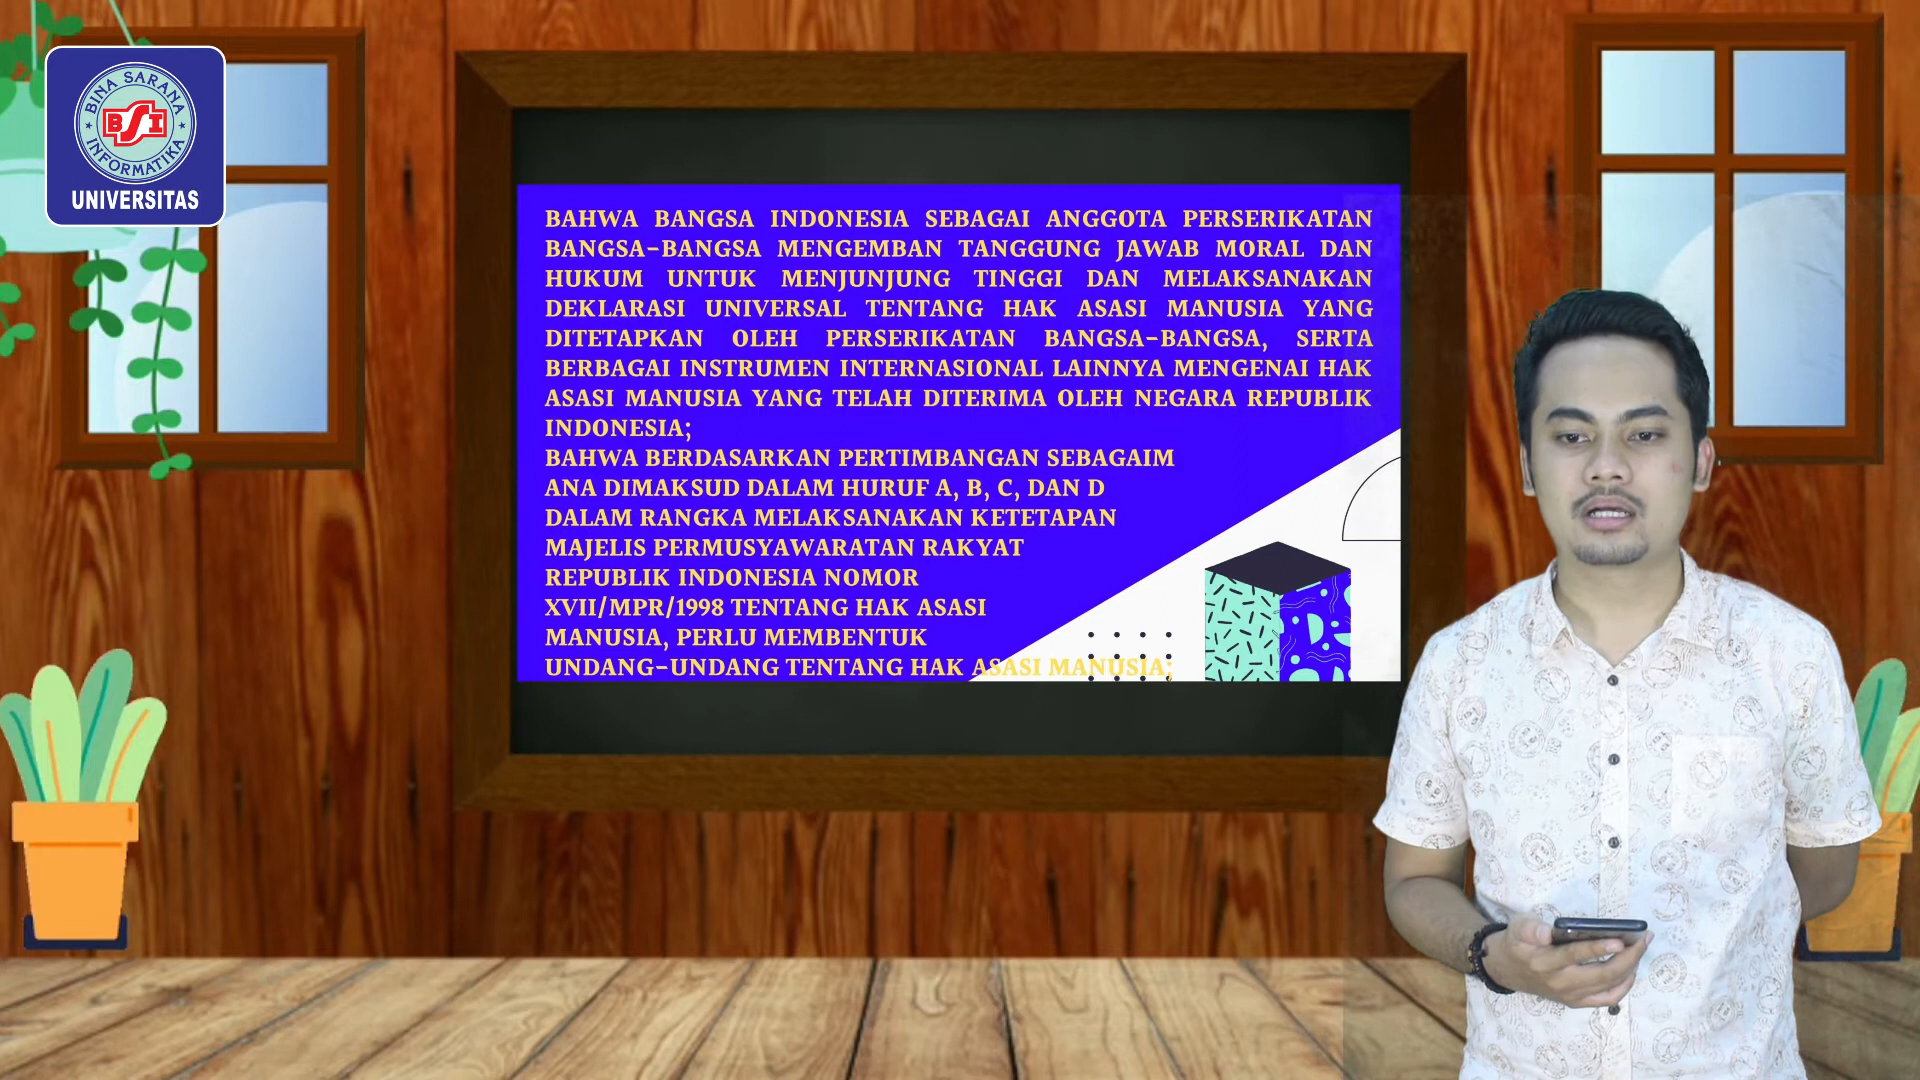 BINA SARANA
BSI
INFORMATIKA
UNIVERSITAS
BAHWA BANGSA INDONESIA SEBAGAI ANGGOTA PERSERIKATAN
BANGSA-BANGSA MENGEMBAN TANGGUNG JAWAB MORAL DAN
HUKUM UNTUK MENJUNJUNG TINGGI DAN MELAKSANAKAN
DEKLARASI UNIVERSAL TENTANG HAK ASASI MANUSIA YANG
DITETAPKAN OLEH PERSERIKATAN BANGSA-BANGSA, SERTA
BERBAGAI INSTRUMEN INTERNASIONAL LAINNYA MENGENAI HAK
ASASI MANUSIA YANG TELAH DITERIMA OLEH NEGARA REPUBLIK
INDONESIA;
BAHWA BERDASARKAN PERTIMBANGAN SEBAGAIM
ANA DIMAKSUD DALAM HURUF A, B, C, DAN D
DALAM RANGKA MELAKSANAKAN KETETAPAN
MAJELIS PERMUSYAWARATAN RAKYAT
REPUBLIK INDONESIA NOMOR
XVII/MPR/1998 TENTANG HAK ASASI
MANUSIA, PERLU MEMBENTUK
UNDANG-UNDANG TENTANG HAK ASASI MANUSIA;